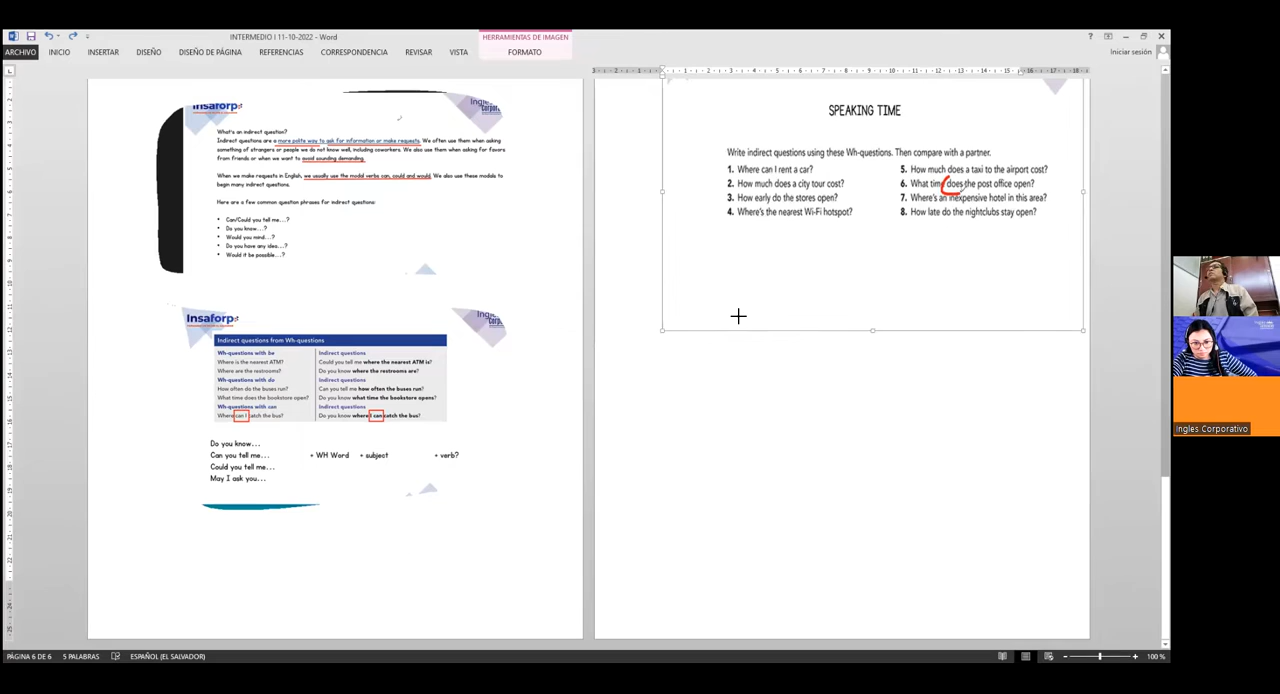 INTERMEDIO I 11-10-2022 - Word
HERRAMIENTAS DE IMAGEN
ARCHIVO INICIO INSERTAR DISEÑO DISEÑO DE PÁGINA REFERENCIAS CORRESPONDENCIA REVISAR VISTA FORMATO
Iniciar sesión
Insaforp
What's an indirect question?
Indirect questions are a more polite way to ask for information or make requests. We often use them when asking
something of strangers or people we do not know well, including coworkers. We also use them when asking for favors
from friends or when we want to avoid sounding demanding.
When we make requests in English, we usually use the modal verbs can, could and would. We also use these modals to
begin many indirect questions.
Here are a few common question phrases for indirect questions:
• Can/Could you tell me...?
• Do you know...?
• Would you mind...?
• Do you have any idea...?
• Would it be possible...?
Insaforp
Indirect questions from Wh-questions
Wh-questions with be Indirect questions
Where is the nearest ATM? Could you tell me where the nearest ATM is?
Where are the restrooms? Do you know where the restrooms are?
Wh-questions with do Indirect questions
How often do the buses run? Can you tell me how often the buses run?
What time does the bookstore open? Do you know what time the bookstore opens?
Wh-questions with can Indirect questions
Where can I catch the bus? Do you know where I can catch the bus?
Do you know...
Can you tell me... + WH Word + subject + verb?
Could you tell me...
May I ask you...
SPEAKING TIME
Write indirect questions using these Wh-questions. Then compare with a partner.
1. Where can I rent a car?
2. How much does a city tour cost?
3. How early do the stores open?
4. Where's the nearest Wi-Fi hotspot?
5. How much does a taxi to the airport cost?
6. What time does the post office open?
7. Where's an inexpensive hotel in this area?
8. How late do the nightclubs stay open?
Ingles Corporativo
PÁGINA 6 DE 6 5 PALABRAS ESPAÑOL (EL SALVADOR) 100 %